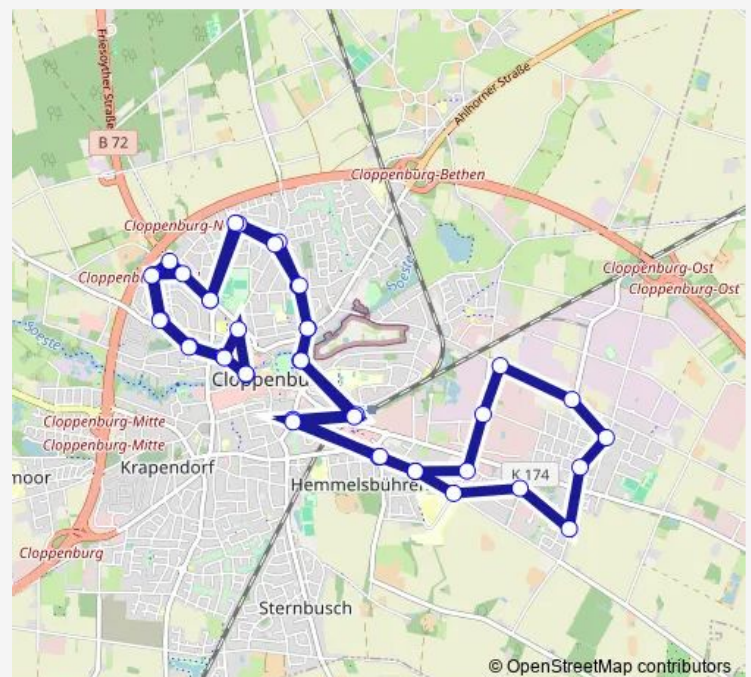 Friesoyther Straße
B 72
Ahlhorner Straße
Cloppenburg-Bethen
Cloppenburg-N
Cloppenb
Soeste
Cloppenburg-Ost
Cloppenburg-Ost
Soeste
Cloppenbu
Cloppenburg-Mitte
Cloppenburg-Mitte
Krapendorf
moor
Hemmelsbühren
K 174
Cloppenburg
Sternbusch
© OpenStreetMap contributors